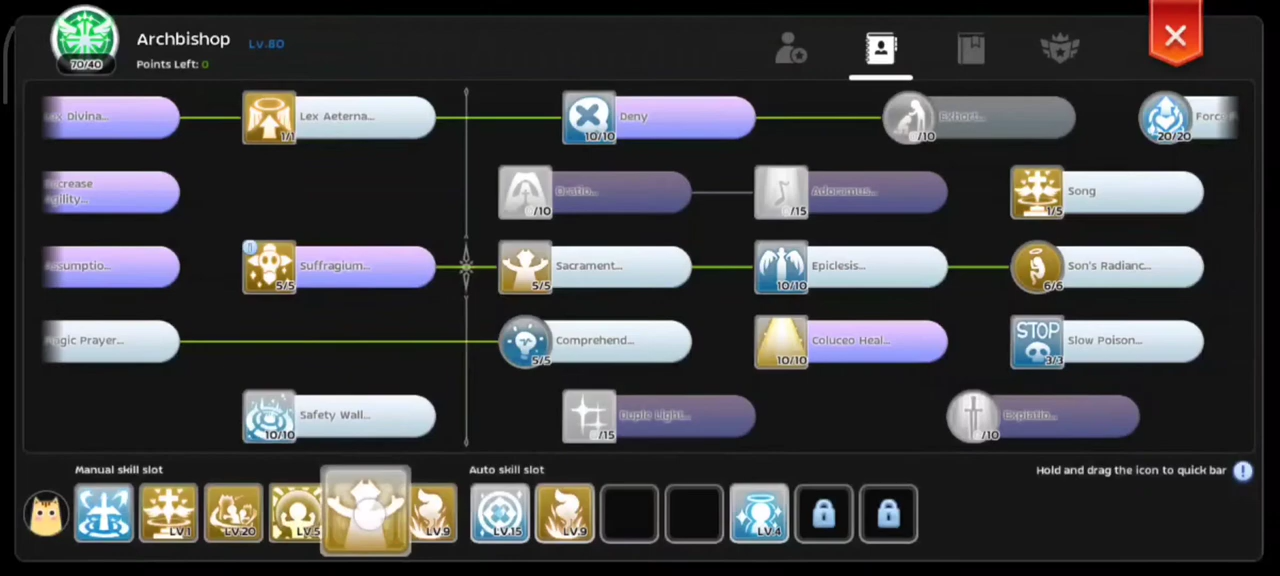 Archbishop
Lv.80
70/40
Points Left: 0
Lex Divina...
1/1
Lex Aeterna...
10/10
Deny
/10
Exhort...
20/20
Force
Increase
Agility...
/10
Oratio...
/15
Adoramus...
1/5
Song
Assumptio...
5/5
Suffragium...
5/5
Sacrament...
10/10
Epiclesis...
6/6
Son's Radianc...
Magic Prayer...
5/5
Comprehend...
10/10
Coluceo Heal...
STOP
3/3
Slow Poison...
10/10
Safety Wall...
/15
Duple Light...
/10
Expiatio...
Manual skill slot
Auto skill slot
Hold and drag the icon to quick bar
LV.1
LV.20
LV.5
LV.9
LV.15
LV.9
LV.4